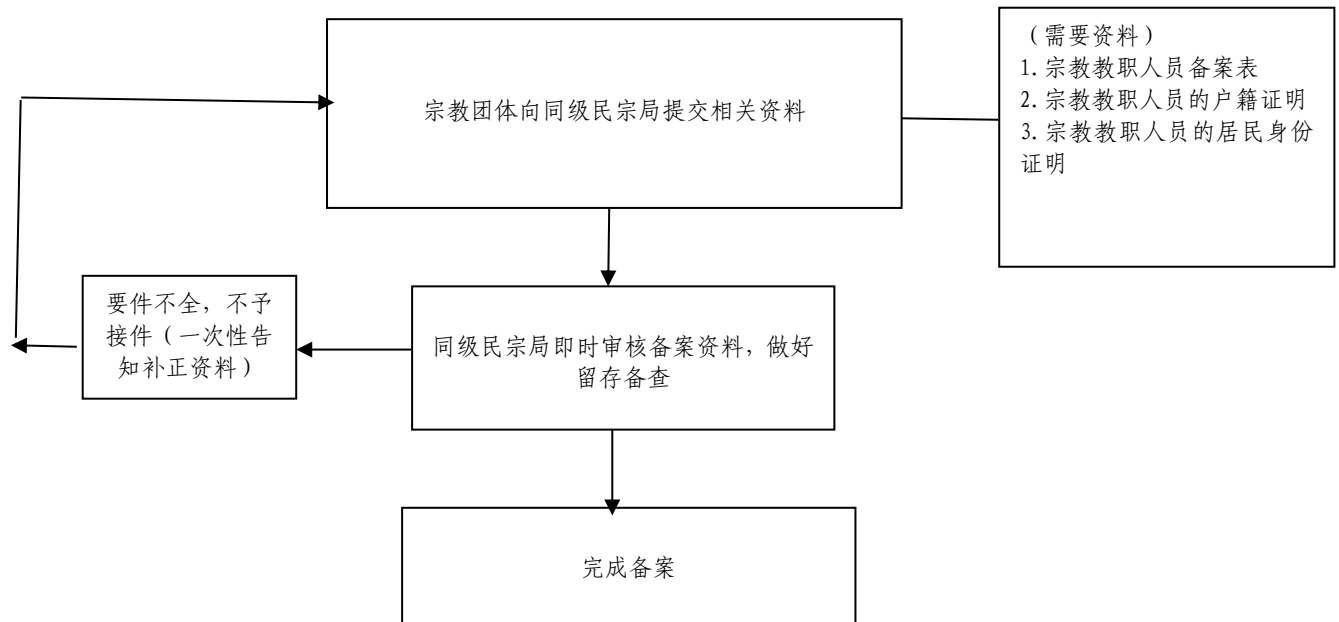 宗教团体向同级民宗局提交相关资料
（需要资料）
1. 宗教教职人员备案表
2. 宗教教职人员的户籍证明
3. 宗教教职人员的居民身份
证明
要件不全，不予
接件（一次性告
知补正资料）
同级民宗局即时审核备案资料，做好
留存备查
完成备案